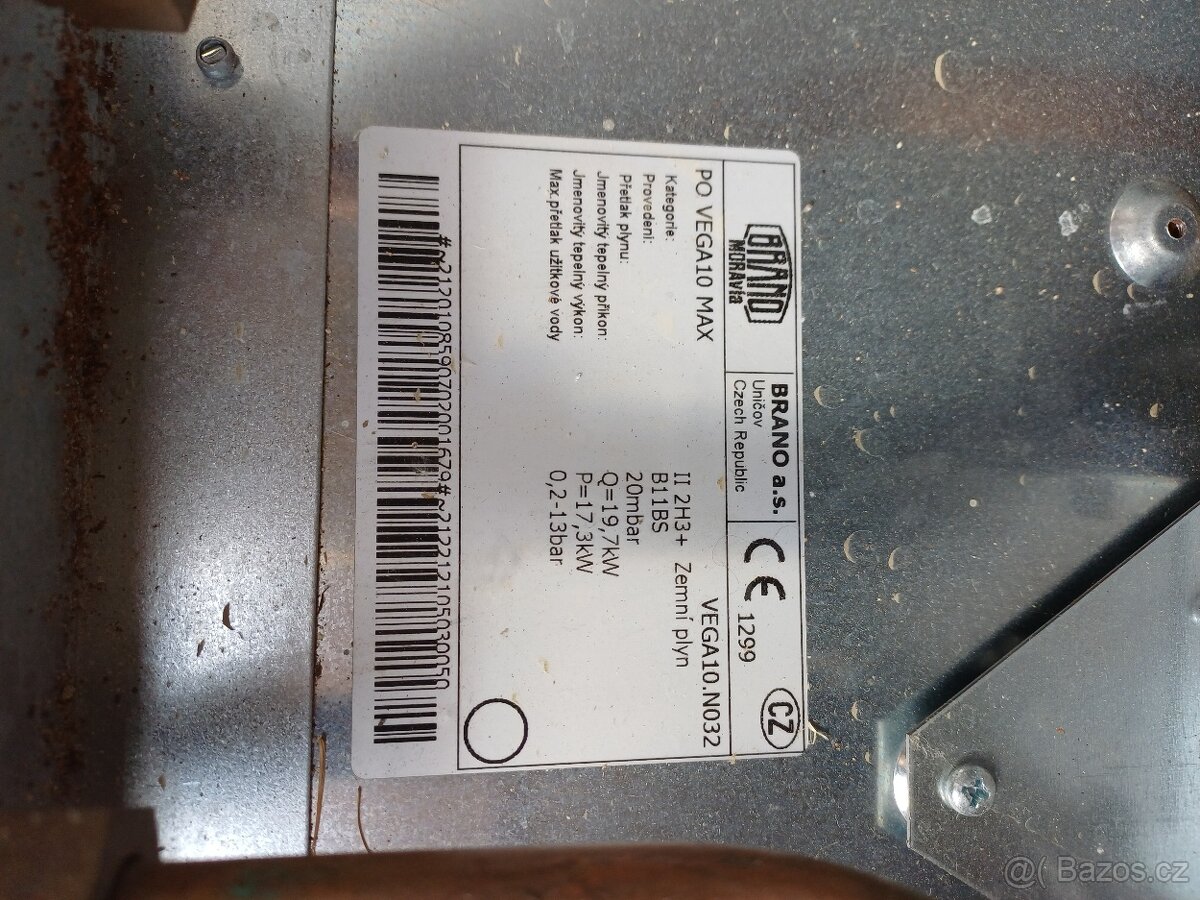 BRANO
MORAVia
BRANO a.s.
Uničov
Czech Republic
CE 1299
CZ
PO VEGA10 MAX VEGA10.N032
Kategorie: II 2H3+ Zemní plyn
Provedení: B11BS
Přetlak plynu: 20mbar
Jmenovitý tepelný příkon: Q=19,7kW
Jmenovitý tepelný výkon: P=17,3kW
Max.přetlak užitkové vody 0,2-13bar
#~2120108590702001679#~212212105030050
@( Bazos.cz